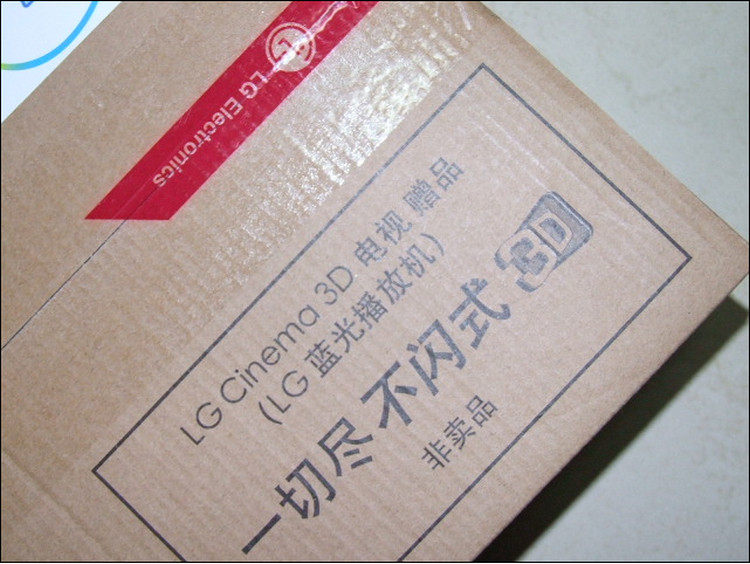 LG Electronics
LG Cinema 3D 电视 赠品
(LG 蓝光播放机)
一切尽 不闪式 3D
非卖品